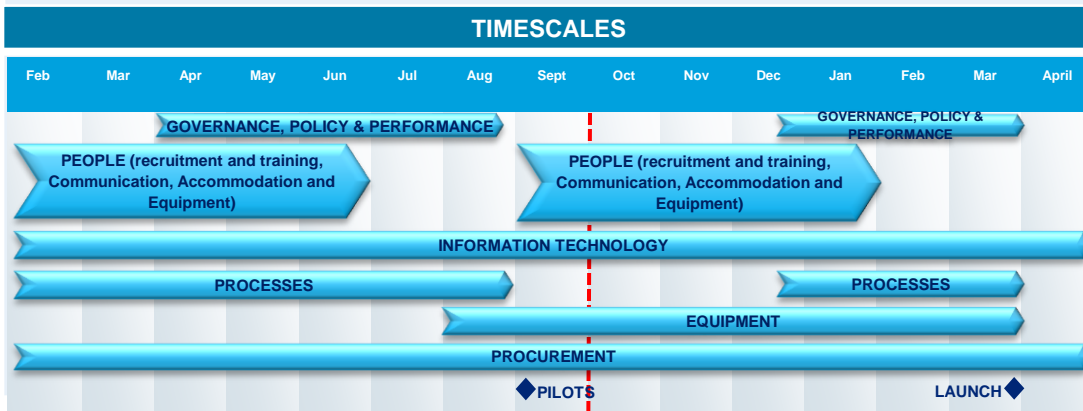 TIMESCALES
Feb Mar Apr May Jun Jul Aug Sept Oct Nov Dec Jan Feb Mar April
GOVERNANCE, POLICY & PERFORMANCE
GOVERNANCE, POLICY &
PERFORMANCE
PEOPLE (recruitment and training,
Communication, Accommodation and
Equipment)
PEOPLE (recruitment and training,
Communication, Accommodation and
Equipment)
INFORMATION TECHNOLOGY
PROCESSES
PROCESSES
EQUIPMENT
PROCUREMENT
PILOTS
LAUNCH